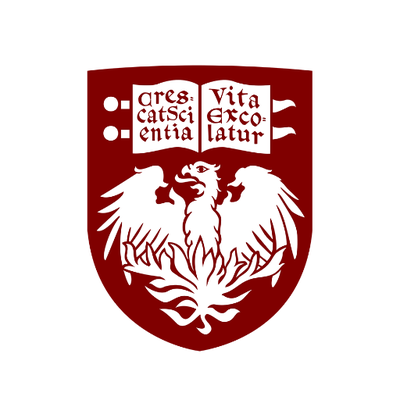 Cres=
catSci
entia
Vita
Exco=
latur